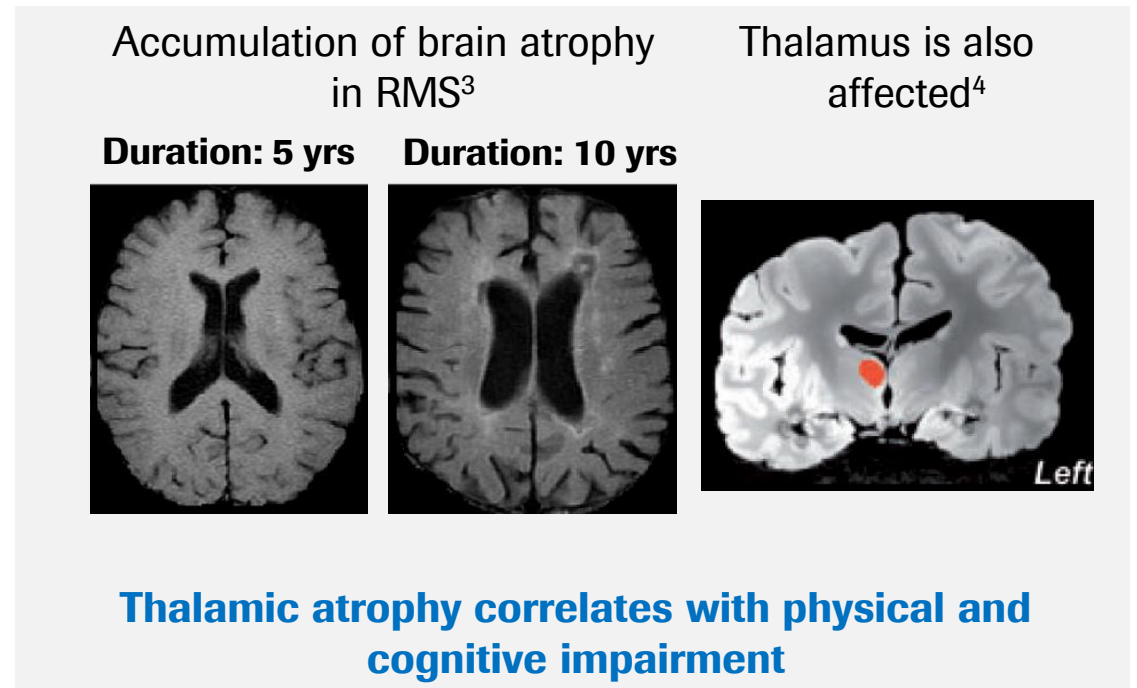 Accumulation of brain atrophy
in RMS³
Thalamus is also
affected⁴
Duration: 5 yrs
Duration: 10 yrs
Left
Thalamic atrophy correlates with physical and
cognitive impairment